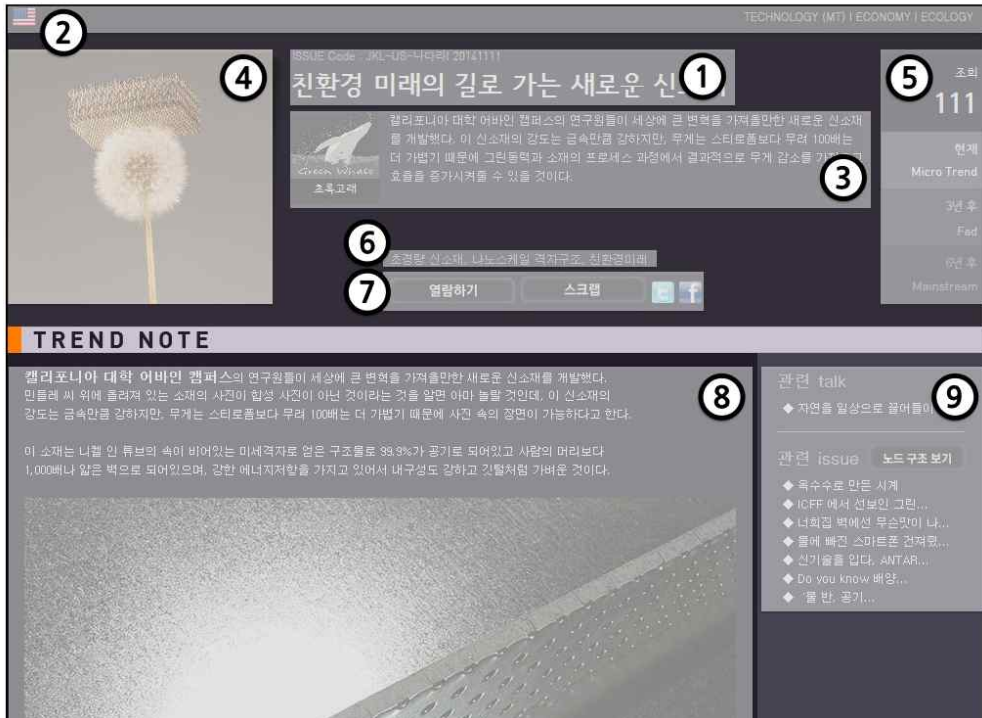 ②
TECHNOLOGY (MT) I ECONOMY I ECOLOGY
④
ISSUE Code : JKL-US-나다래 20141111
친환경 미래의 길로 가는 새로운
①
⑤
조회
111
캘리포니아 대학 어바인 캠퍼스의 연구원들이 세상에 큰 변혁을 가져올만한 새로운 신소재
를 개발했다. 이 신소재의 강도는 금속만큼 강하지만, 무게는 스티로폼보다 무려 100배는
더 가볍기 때문에 그린동력과 소재의 프로세스 과정에서 결과적으로 무게 감소를
효율을 증가시켜줄 수 있을 것이다.
Green Whale
초록고래
③
현재
Micro Trend
3년 후
Fad
6년 후
Mainstream
⑥
초경량 신소재, 나노스케일 격자구조, 친환경미래
⑦
열람하기
스크랩
t
f
TREND NOTE
캘리포니아 대학 어바인 캠퍼스의 연구원들이 세상에 큰 변혁을 가져올만한 새로운 신소재를 개발했다.
민들레 씨 위에 올려져 있는 소재의 사진이 합성 사진이 아닌 것이라는 것을 알면 아마 놀랄 것인데, 이 신소재의
강도는 금속만큼 강하지만, 무게는 스티로폼보다 무려 100배는 더 가볍기 때문에 사진 속의 장면이 가능하다고 한다.
이 소재는 니켈 인 튜브의 속이 비어있는 미세격자로 얻은 구조물로 99.9%가 공기로 되어있고 사람의 머리보다
1,000배나 얇은 벽으로 되어있으며, 강한 에너지저항을 가지고 있어서 내구성도 강하고 깃털처럼 가벼운 것이다.
⑧
관련 talk
⑨
◆ 자연을 일상으로 끌어들이
관련 issue
노드 구조 보기
◆ 옥수수로 만든 시계
◆ ICFF 에서 선보인 그린...
◆ 너희집 벽에선 무슨맛이 나...
◆ 물에 빠진 스마트폰 건져줬...
◆ 신기술을 입다, ANTAR...
◆ Do you know 배양...
◆ '물 반, 공기...